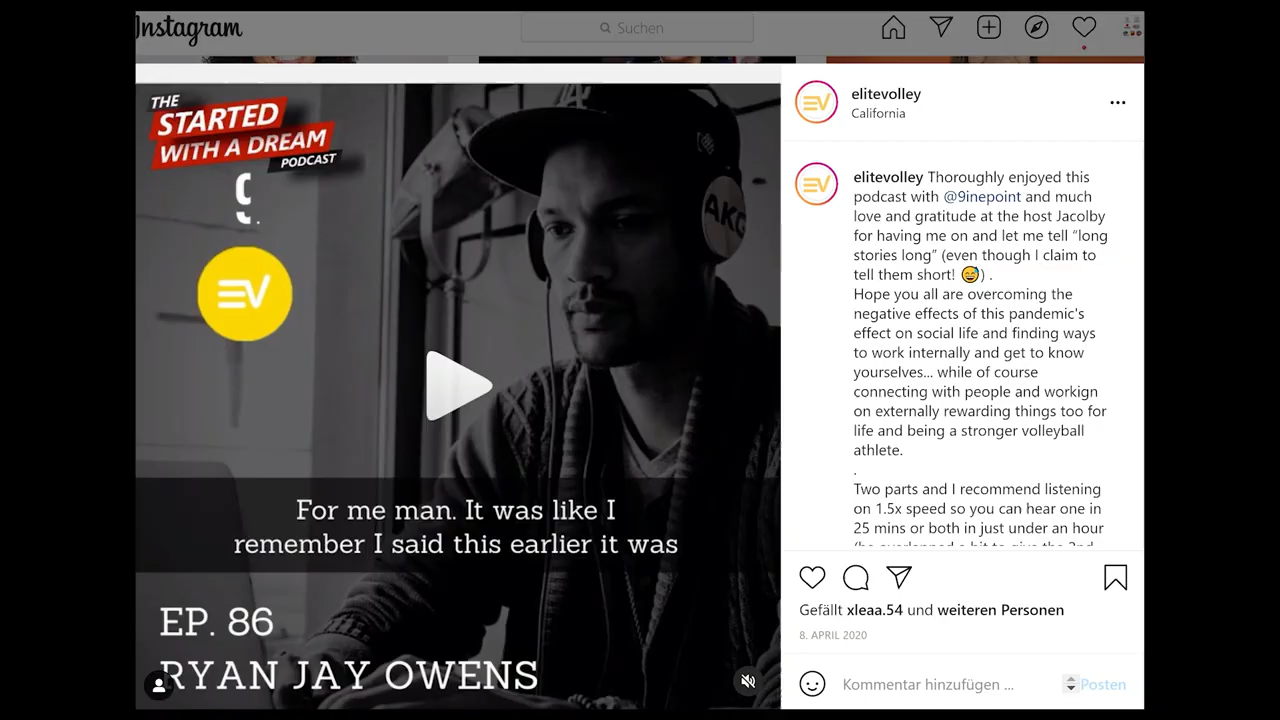 Instagram
Suchen
THE
STARTED
WITH A DREAM
PODCAST
9
EV
AKG
For me man. It was like I
remember I said this earlier it was
EP. 86
RYAN JAY OWENS
EV
elitevolley
California
EV
elitevolley Thoroughly enjoyed this
podcast with @9inepoint and much
love and gratitude at the host Jacolby
for having me on and let me tell “long
stories long” (even though I claim to
tell them short! 😅) .
Hope you all are overcoming the
negative effects of this pandemic's
effect on social life and finding ways
to work internally and get to know
yourselves... while of course
connecting with people and workign
on externally rewarding things too for
life and being a stronger volleyball
athlete.
.
Two parts and I recommend listening
on 1.5x speed so you can hear one in
25 mins or both in just under an hour
Gefällt xleaa.54 und weiteren Personen
8. APRIL 2020
Kommentar hinzufügen ...
Posten